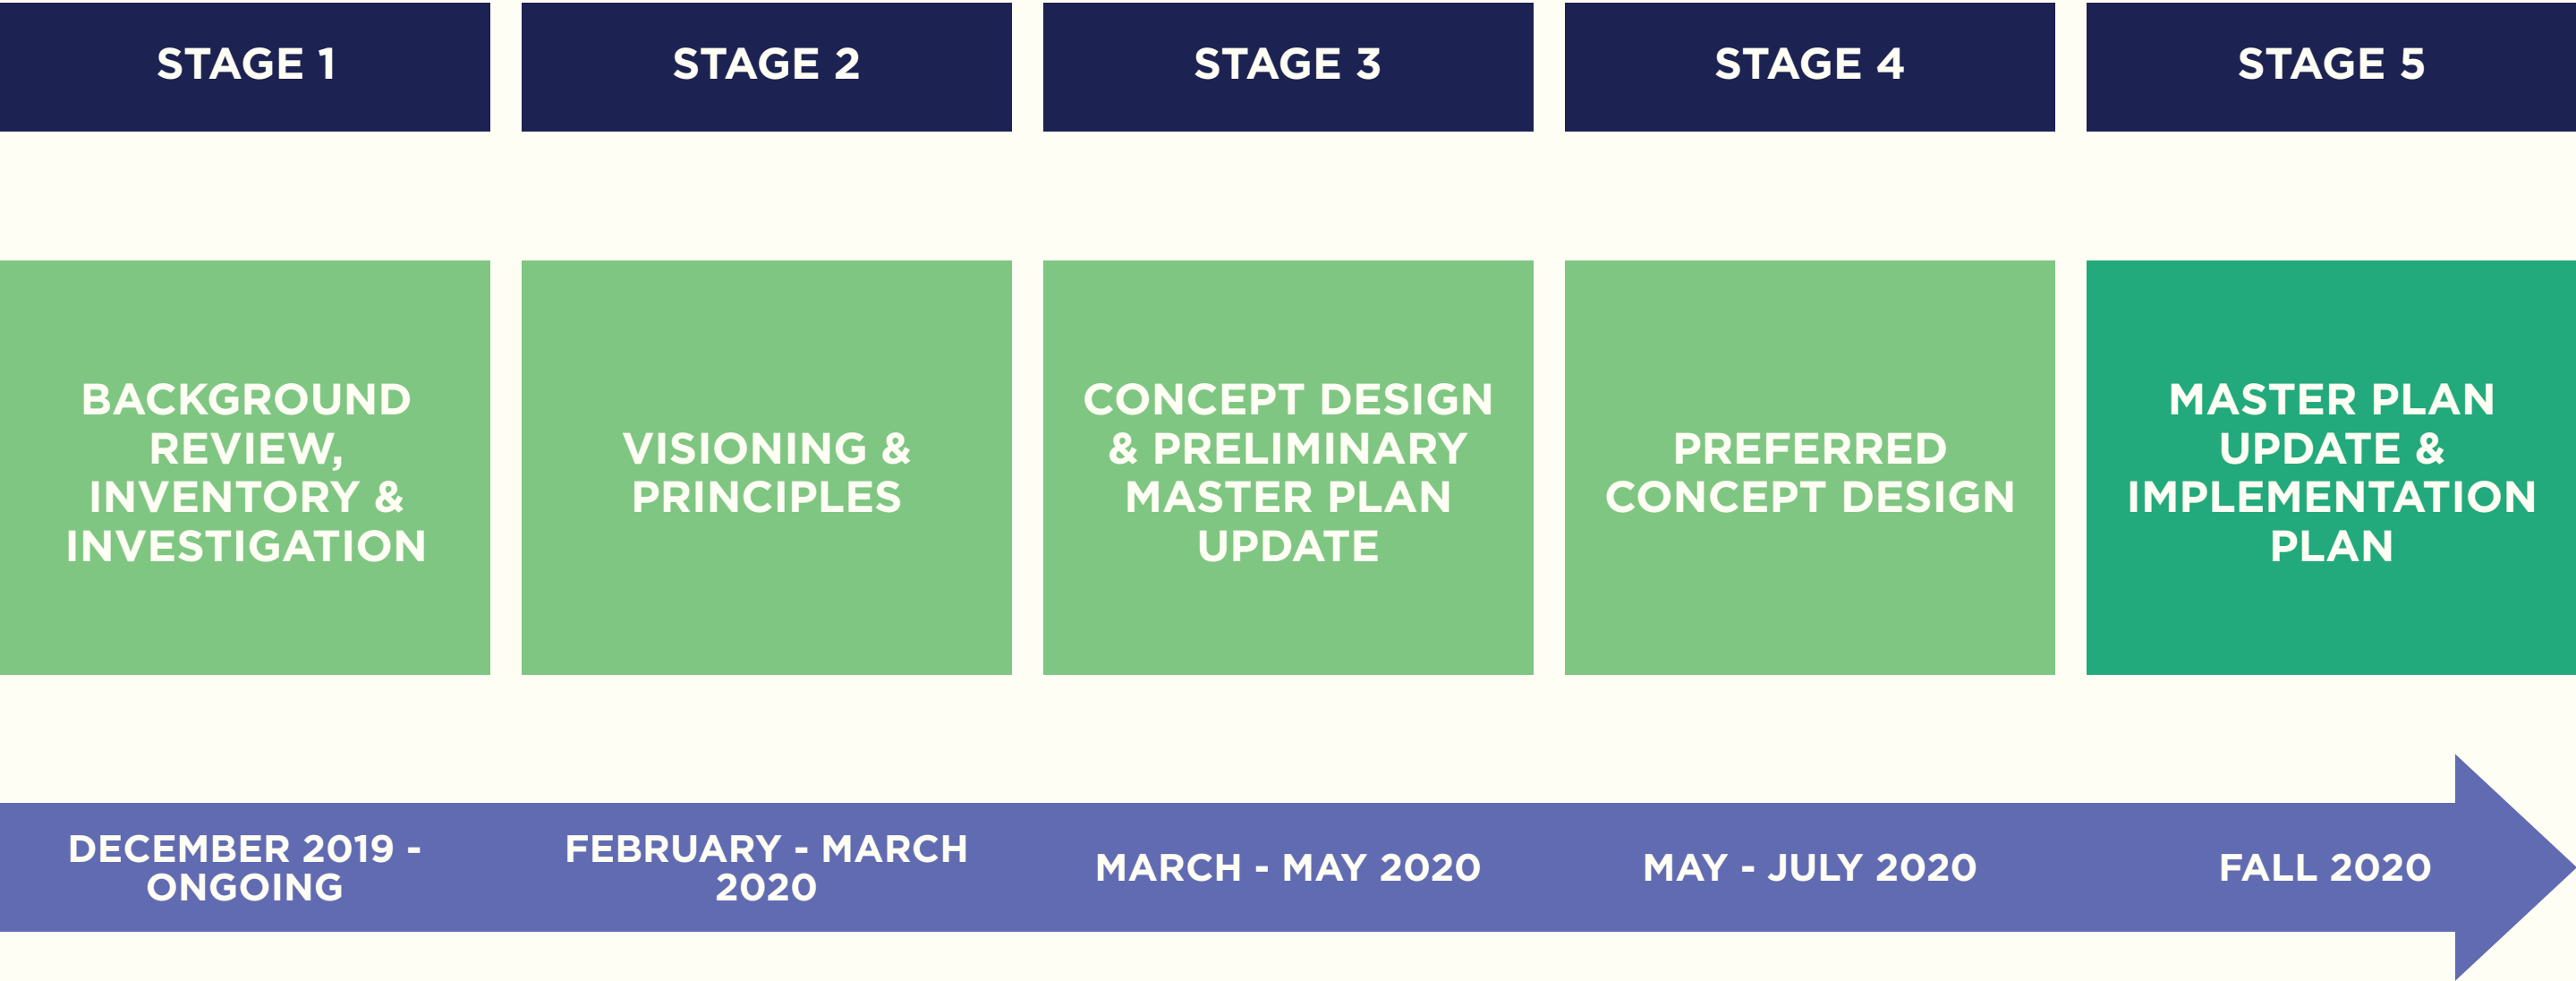 STAGE 1
STAGE 2
STAGE 3
STAGE 4
STAGE 5
BACKGROUND
REVIEW,
INVENTORY &
INVESTIGATION
VISIONING &
PRINCIPLES
CONCEPT DESIGN
& PRELIMINARY
MASTER PLAN
UPDATE
PREFERRED
CONCEPT DESIGN
MASTER PLAN
UPDATE &
IMPLEMENTATION
PLAN
DECEMBER 2019 -
ONGOING
FEBRUARY - MARCH
2020
MARCH - MAY 2020
MAY - JULY 2020
FALL 2020